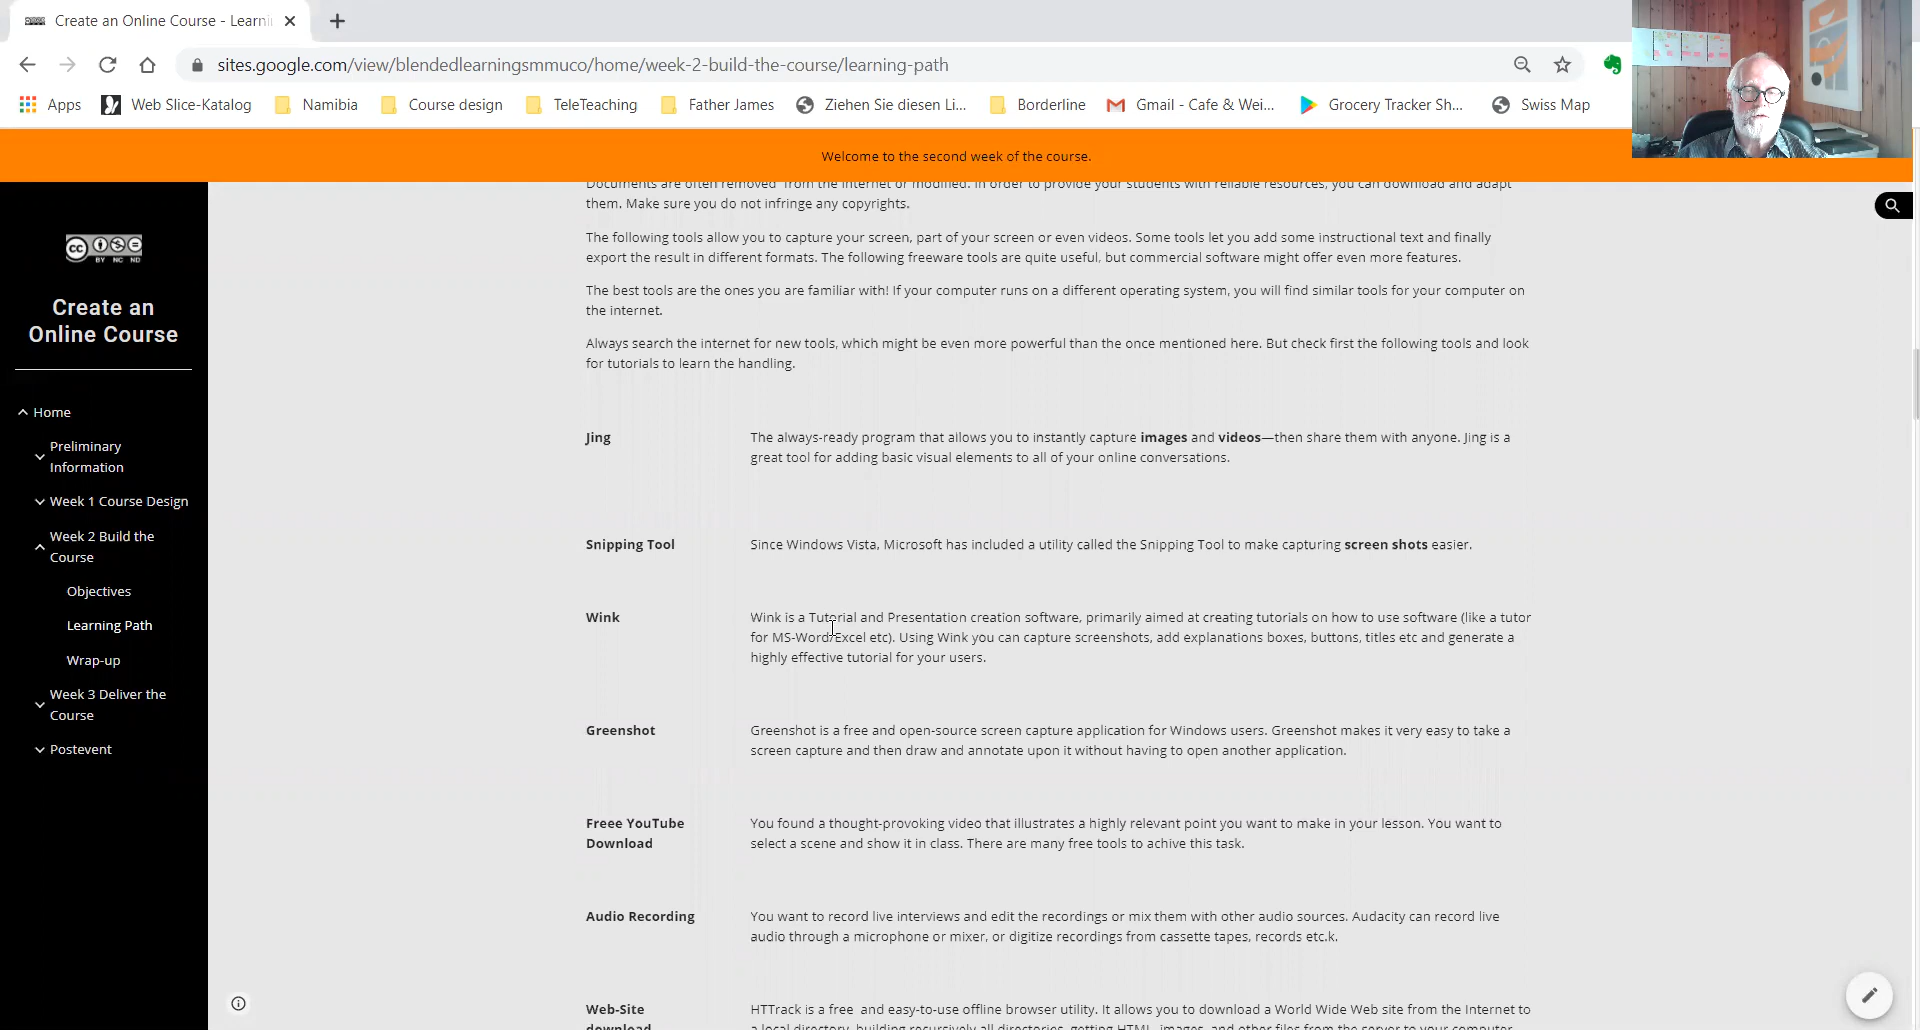 Create an Online Course - Learni
sites.google.com/view/blendedlearningsmmuco/home/week-2-build-the-course/learning-path
Apps
Web Slice-Katalog
Namibia
Course design
TeleTeaching
Father James
Ziehen Sie diesen Li...
Borderline
Gmail - Cafe & Wei...
Grocery Tracker Sh...
Swiss Map
Welcome to the second week of the course.
CC BY NC ND
Create an
Online Course
Home
Preliminary
Information
Week 1 Course Design
Week 2 Build the
Course
Objectives
Learning Path
Wrap-up
Week 3 Deliver the
Course
Postevent
Documents are often removed from the internet or modified. In order to provide your students with reliable resources, you can download and adapt
them. Make sure you do not infringe any copyrights.
The following tools allow you to capture your screen, part of your screen or even videos. Some tools let you add some instructional text and finally
export the result in different formats. The following freeware tools are quite useful, but commercial software might offer even more features.
The best tools are the ones you are familiar with! If your computer runs on a different operating system, you will find similar tools for your computer on
the internet.
Always search the internet for new tools, which might be even more powerful than the once mentioned here. But check first the following tools and look
for tutorials to learn the handling.
Jing
The always-ready program that allows you to instantly capture images and videos—then share them with anyone. Jing is a
great tool for adding basic visual elements to all of your online conversations.
Snipping Tool
Since Windows Vista, Microsoft has included a utility called the Snipping Tool to make capturing screen shots easier.
Wink
Wink is a Tutorial and Presentation creation software, primarily aimed at creating tutorials on how to use software (like a tutor
for MS-Word/Excel etc). Using Wink you can capture screenshots, add explanations boxes, buttons, titles etc and generate a
highly effective tutorial for your users.
Greenshot
Greenshot is a free and open-source screen capture application for Windows users. Greenshot makes it very easy to take a
screen capture and then draw and annotate upon it without having to open another application.
Freee YouTube
Download
You found a thought-provoking video that illustrates a highly relevant point you want to make in your lesson. You want to
select a scene and show it in class. There are many free tools to achive this task.
Audio Recording
You want to record live interviews and edit the recordings or mix them with other audio sources. Audacity can record live
audio through a microphone or mixer, or digitize recordings from cassette tapes, records etc.k.
Web-Site
download
HTTrack is a free and easy-to-use offline browser utility. It allows you to download a World Wide Web site from the Internet to
a local directory, building recursively all directories, getting HTML, images, and other files from the server to your computer.